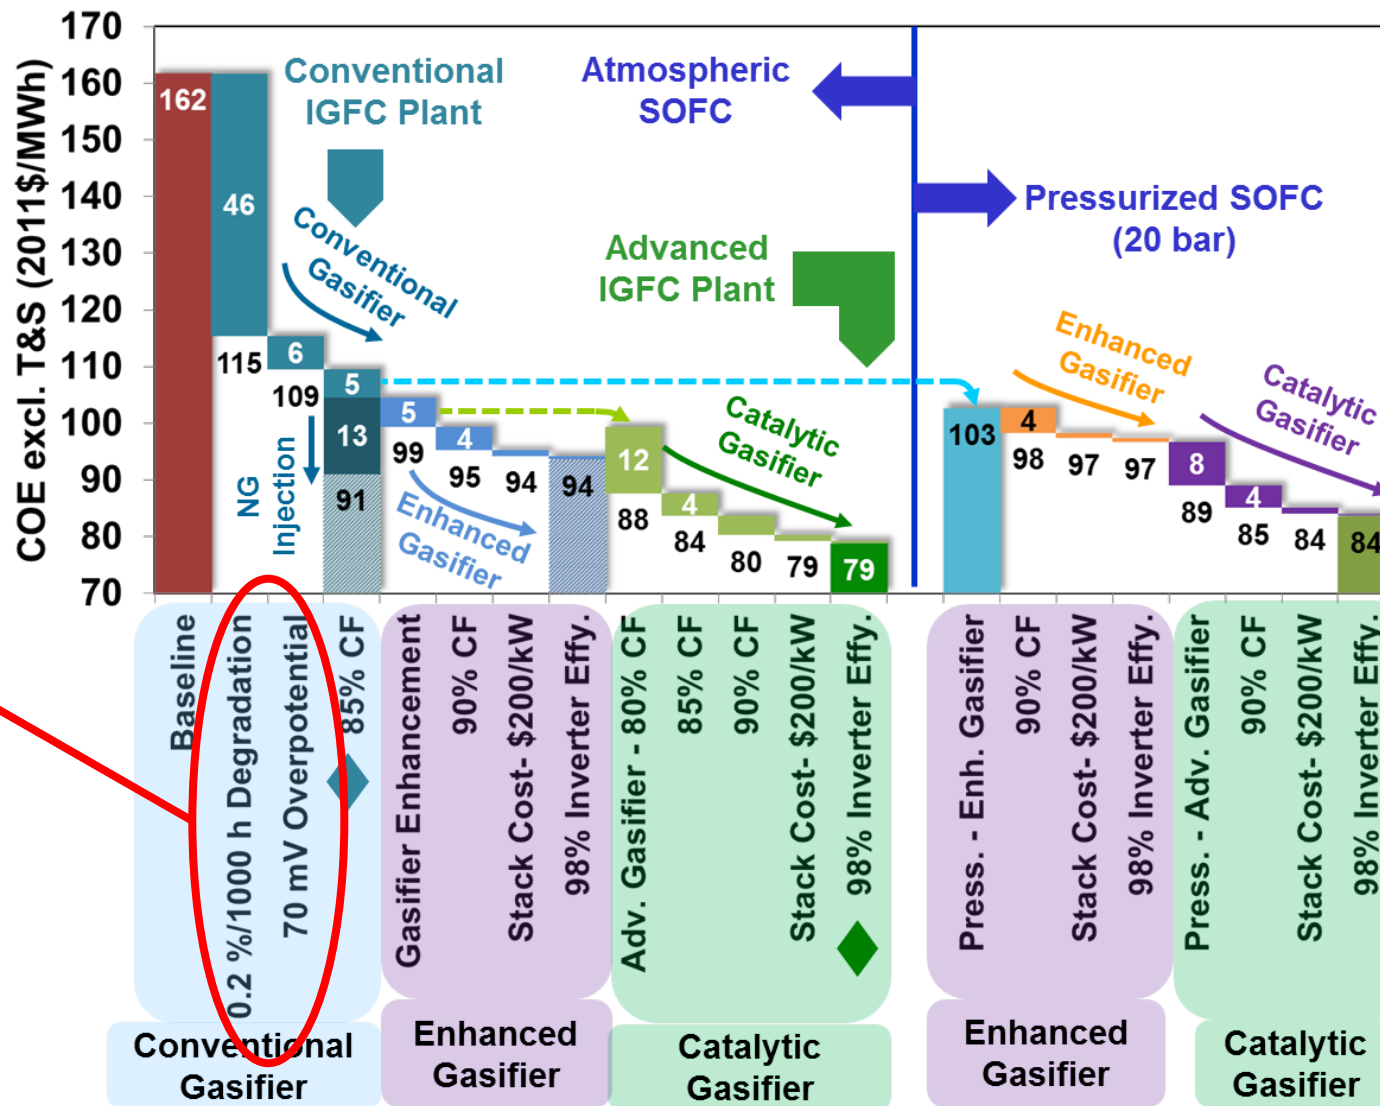 COE excl. T&S (2011$/MWh)
170
160
150
140
130
120
110
100
90
80
70
Conventional
IGFC Plant
Atmospheric
SOFC
Pressurized SOFC
(20 bar)
Advanced
IGFC Plant
Conventional
Gasifier
NG
Injection
Enhanced
Gasifier
Catalytic
Gasifier
Enhanced
Gasifier
Catalytic
Gasifier
162
46
115
6
109
5
13
91
5
99
4
95
94
94
12
88
4
84
80
79
79
103
4
98
97
97
8
89
4
85
84
84
Baseline
0.2 %/1000 h Degradation
70 mV Overpotential
85% CF
Gasifier Enhancement
90% CF
Stack Cost- $200/kW
98% Inverter Effy.
Adv. Gasifier - 80% CF
85% CF
90% CF
Stack Cost- $200/kW
98% Inverter Effy.
Press. - Enh. Gasifier
90% CF
Stack Cost- $200/kW
98% Inverter Effy.
Press. - Adv. Gasifier
90% CF
Stack Cost- $200/kW
98% Inverter Effy.
Conventional
Gasifier
Enhanced
Gasifier
Catalytic
Gasifier
Enhanced
Gasifier
Catalytic
Gasifier